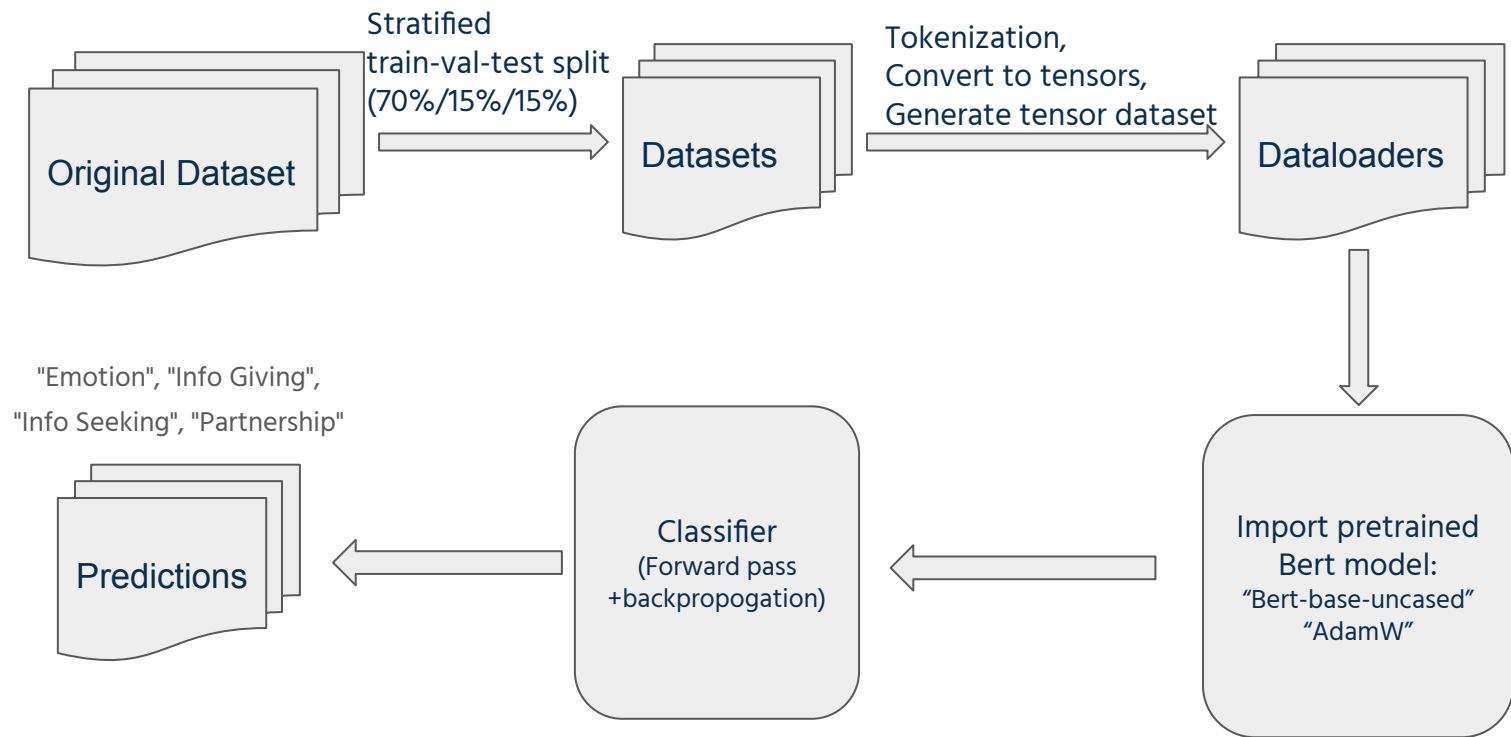 Stratified
train-val-test split
(70%/15%/15%)
Tokenization,
Convert to tensors,
Generate tensor dataset
Original Dataset
Datasets
Dataloaders
"Emotion", "Info Giving",
"Info Seeking", "Partnership"
Predictions
Classifier
(Forward pass
+backpropogation)
Import pretrained
Bert model:
“Bert-base-uncased”
“AdamW”